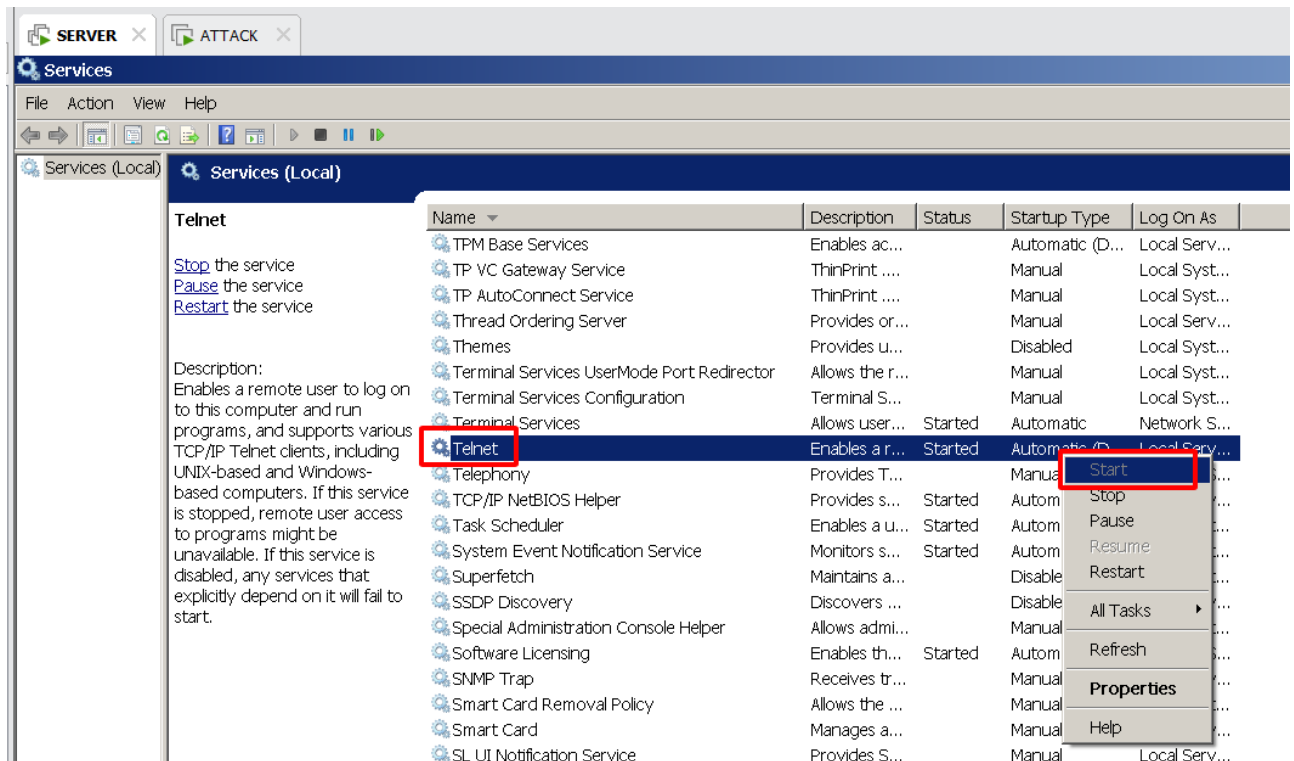 SERVER ATTACK
Services
File Action View Help
Services (Local)
Services (Local)
Telnet
Stop the service
Pause the service
Restart the service
Description:
Enables a remote user to log on
to this computer and run
programs, and supports various
TCP/IP Telnet clients, including
UNIX-based and Windows-
based computers. If this service
is stopped, remote user access
to programs might be
unavailable. If this service is
disabled, any services that
explicitly depend on it will fail to
start.
Name Description Status Startup Type Log On As
TPM Base Services Enables ac... Automatic (D... Local Serv...
TP VC Gateway Service ThinPrint .... Manual Local Syst...
TP AutoConnect Service ThinPrint .... Manual Local Syst...
Thread Ordering Server Provides or... Manual Local Serv...
Themes Provides u... Disabled Local Syst...
Terminal Services UserMode Port Redirector Allows the r... Manual Local Syst...
Terminal Services Configuration Terminal S... Manual Local Syst...
Terminal Services Allows user... Started Automatic Network S...
Telnet Enables a r... Started Automatic (D... Local Serv...
Telephony Provides T... Manua
TCP/IP NetBIOS Helper Provides s... Started Autom
Task Scheduler Enables a u... Started Autom
System Event Notification Service Monitors s... Started Autom
Superfetch Maintains a... Disable
SSDP Discovery Discovers ... Disable
Special Administration Console Helper Allows admi... Manual
Software Licensing Enables th... Started Autom
SNMP Trap Receives tr... Manual
Smart Card Removal Policy Allows the ... Manual
Smart Card Manages a... Manual
SL UI Notification Service Provides S... Manual Local Serv...
Start
Stop
Pause
Resume
Restart
All Tasks
Refresh
Properties
Help